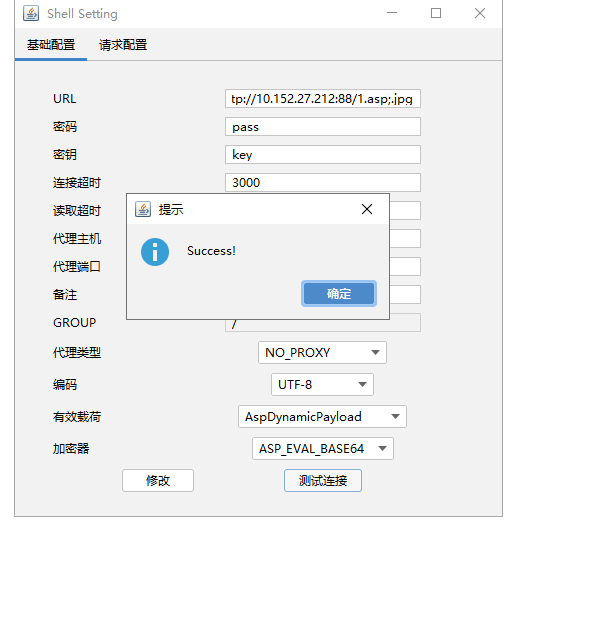 Shell Setting
基础配置 请求配置
URL tp://10.152.27.212:88/1.asp;.jpg
密码 pass
密钥 key
连接超时 3000
读取超时
代理主机
代理端口
备注
提示
Success!
确定
GROUP /
代理类型 NO_PROXY
编码 UTF-8
有效载荷 AspDynamicPayload
加密器 ASP_EVAL_BASE64
修改 测试连接